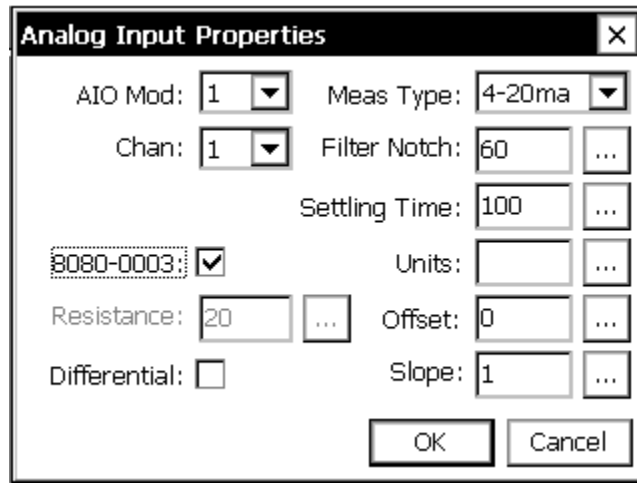 Analog Input Properties
AIO Mod: 1 Meas Type: 4-20ma
Chan: 1 Filter Notch: 60 ...
Settling Time: 100 ...
8080-0003: Units: ...
Resistance: 20 ... Offset: 0 ...
Differential: Slope: 1 ...
OK Cancel